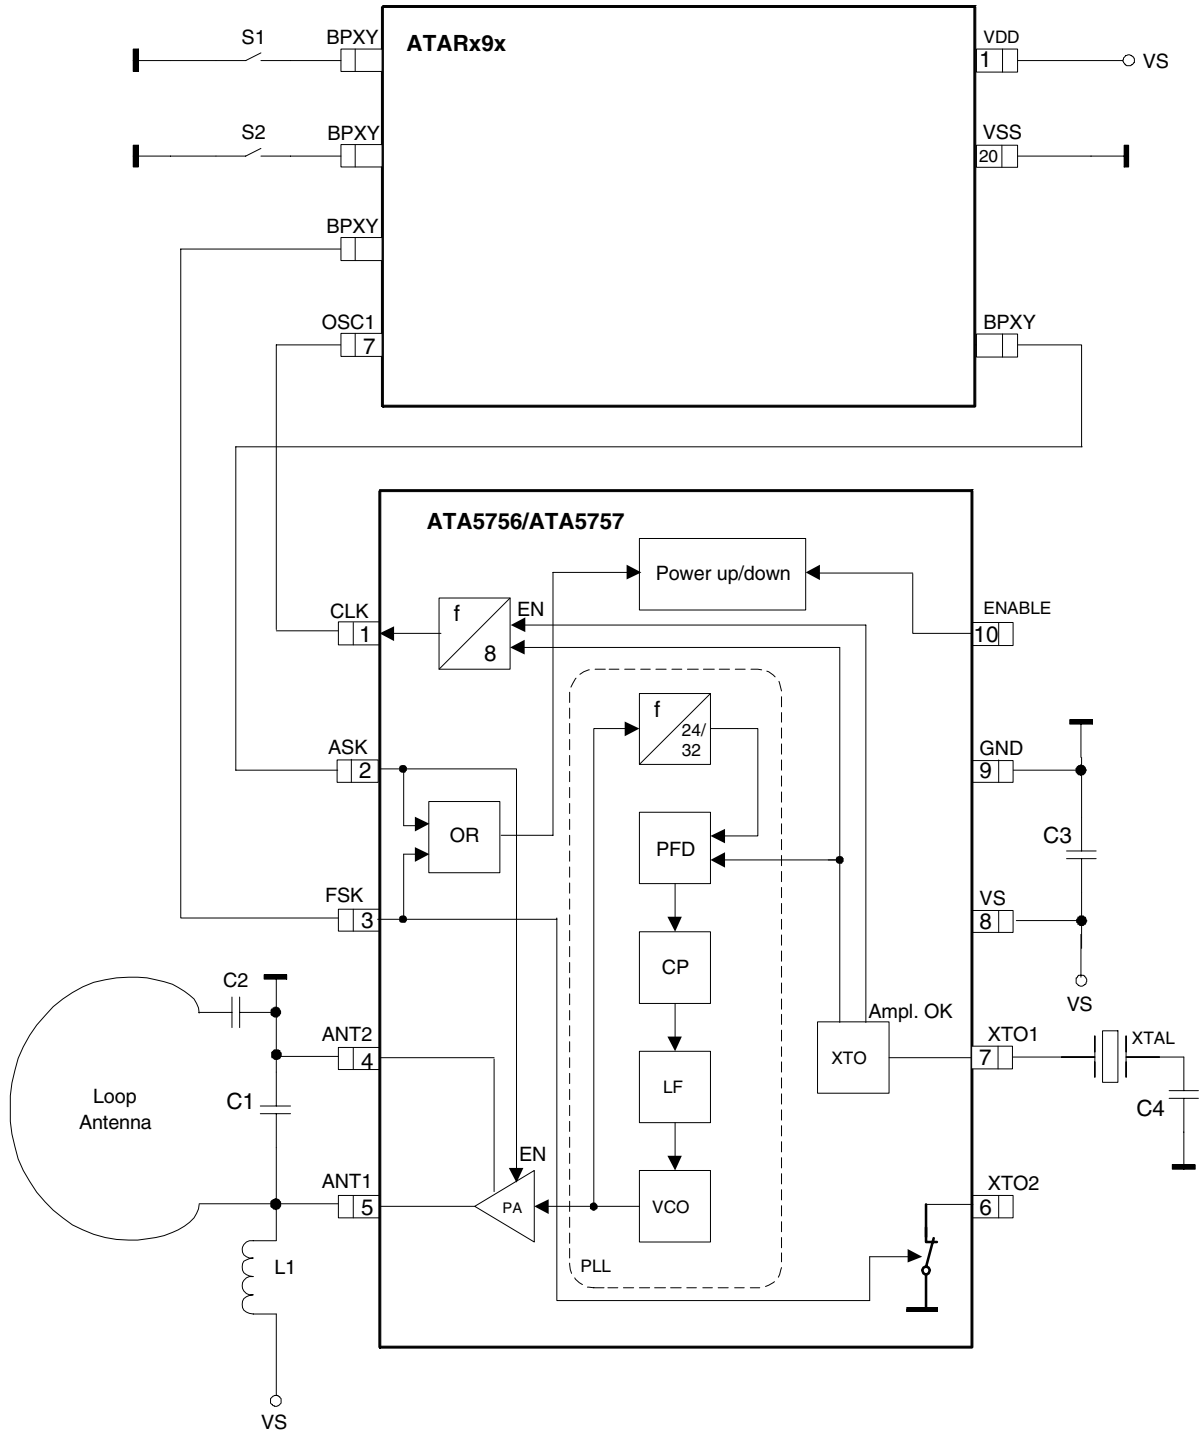 S1
BPXY
ATARx9x
VDD
1
VS
S2
BPXY
VSS
20
BPXY
OSC1
7
BPXY
ATA5756/ATA5757
Power up/down
CLK
1
f
8
EN
ENABLE
10
f
24/
32
ASK
2
GND
9
OR
PFD
C3
FSK
3
VS
8
CP
C2
VS
Ampl. OK
ANT2
4
XTO
XTO1
7
XTAL
Loop
Antenna
C1
LF
C4
ANT1
5
EN
PA
VCO
XTO2
6
L1
PLL
VS